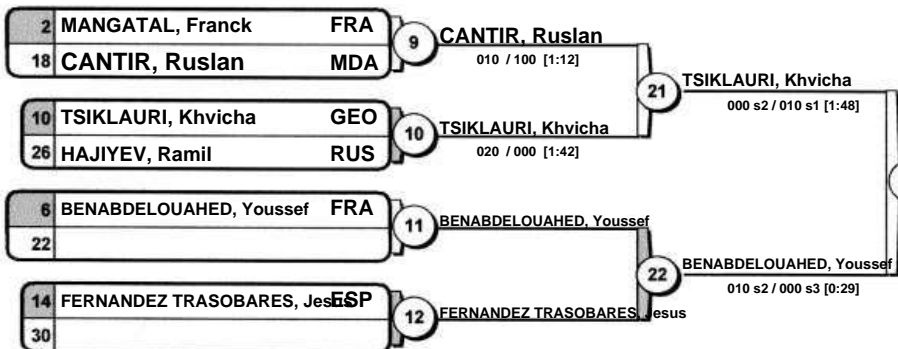 2 MANGATAL, Franck FRA
18 CANTIR, Ruslan MDA
9
CANTIR, Ruslan
010 / 100 [1:12]
10 TSIKLAURI, Khvicha GEO
26 HAJIYEV, Ramil RUS
10
TSIKLAURI, Khvicha
020 / 000 [1:42]
21
TSIKLAURI, Khvicha
000 s2 / 010 s1 [1:48]
6 BENABDELOUAHED, Youssef FRA
22
11
BENABDELOUAHED, Youssef
14 FERNANDEZ TRASOBARES, Jesus ESP
30
12
FERNANDEZ TRASOBARES, Jesus
22
BENABDELOUAHED, Youssef
010 s2 / 000 s3 [0:29]